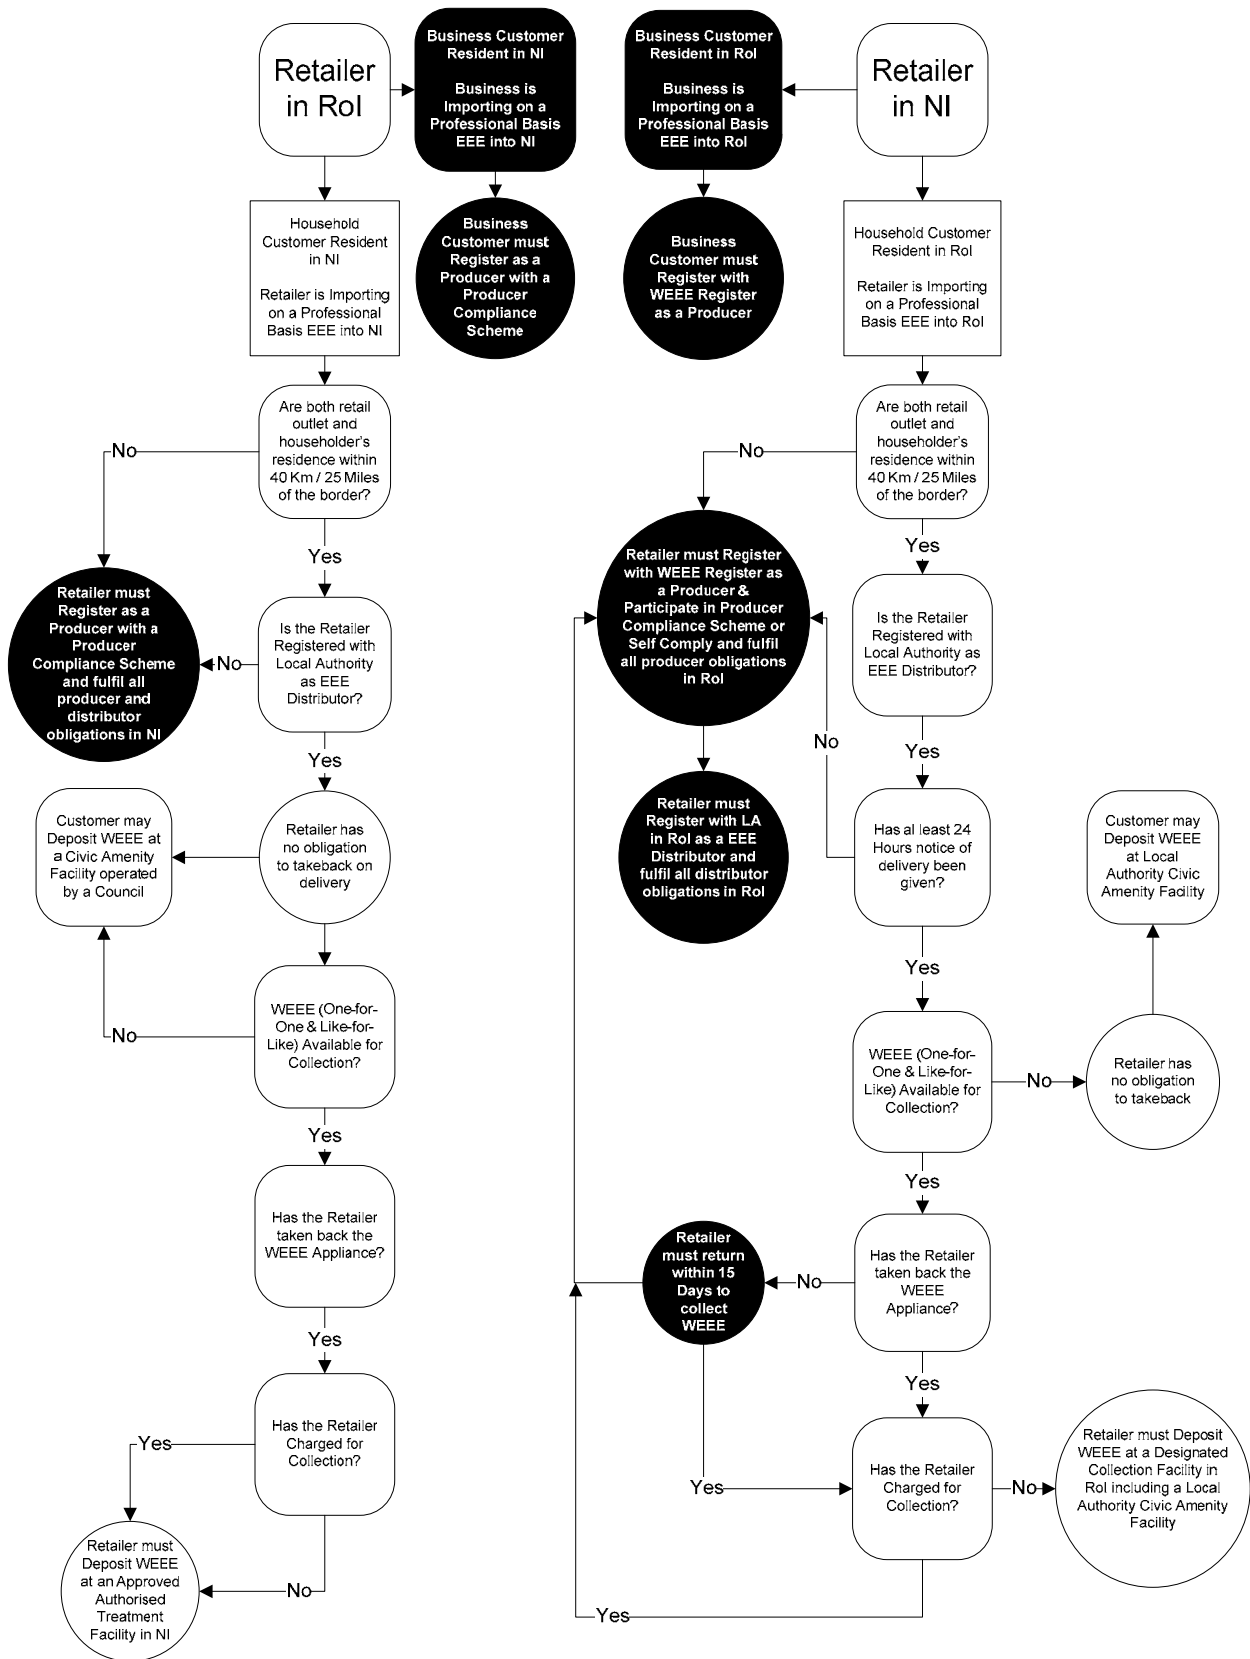 Retailer
in RoI
Business Customer
Resident in NI
Business is
Importing on a
Professional Basis
EEE into NI
Business
Customer must
Register as a
Producer with a
Producer
Compliance
Scheme
Household
Customer Resident
in NI
Retailer is Importing
on a Professional
Basis EEE into NI
Are both retail
outlet and
householder's
residence within
40 Km / 25 Miles
of the border?
No
Yes
Retailer must
Register as a
Producer with a
Producer
Compliance Scheme
and fulfil all
producer and
distributor
obligations in NI
No
Is the Retailer
Registered with
Local Authority
as EEE
Distributor?
Yes
Customer may
Deposit WEEE at
a Civic Amenity
Facility operated
by a Council
Retailer has
no obligation
to takeback on
delivery
No
WEEE (One-for-
One & Like-for-
Like) Available for
Collection?
Yes
Has the Retailer
taken back the
WEEE Appliance?
Yes
Has the Retailer
Charged for
Collection?
Yes
No
Retailer must
Deposit WEEE
at an Approved
Authorised
Treatment
Facility in NI
Business Customer
Resident in RoI
Business is
Importing on a
Professional Basis
EEE into RoI
Retailer
in NI
Business
Customer must
Register with
WEEE Register
as a Producer
Household Customer
Resident in RoI
Retailer is Importing
on a Professional
Basis EEE into RoI
Are both retail
outlet and
householder's
residence within
40 Km / 25 Miles
of the border?
No
Yes
Retailer must Register
with WEEE Register as
a Producer &
Participate in Producer
Compliance Scheme or
Self Comply and fulfil
all producer obligations
in RoI
Is the Retailer
Registered with
Local Authority as
EEE Distributor?
Yes
No
Retailer must
Register with LA
in RoI as a EEE
Distributor and
fulfil all distributor
obligations in RoI
Has al least 24
Hours notice of
delivery been
given?
Yes
Customer may
Deposit WEEE
at Local
Authority Civic
Amenity Facility
WEEE (One-for-
One & Like-for-
Like) Available for
Collection?
No
Retailer has
no obligation
to takeback
Yes
Retailer
must return
within 15
Days to
collect
WEEE
No
Has the Retailer
taken back the
WEEE
Appliance?
Yes
Yes
Has the Retailer
Charged for
Collection?
No
Retailer must Deposit
WEEE at a Designated
Collection Facility in
RoI including a Local
Authority Civic Amenity
Facility
Yes